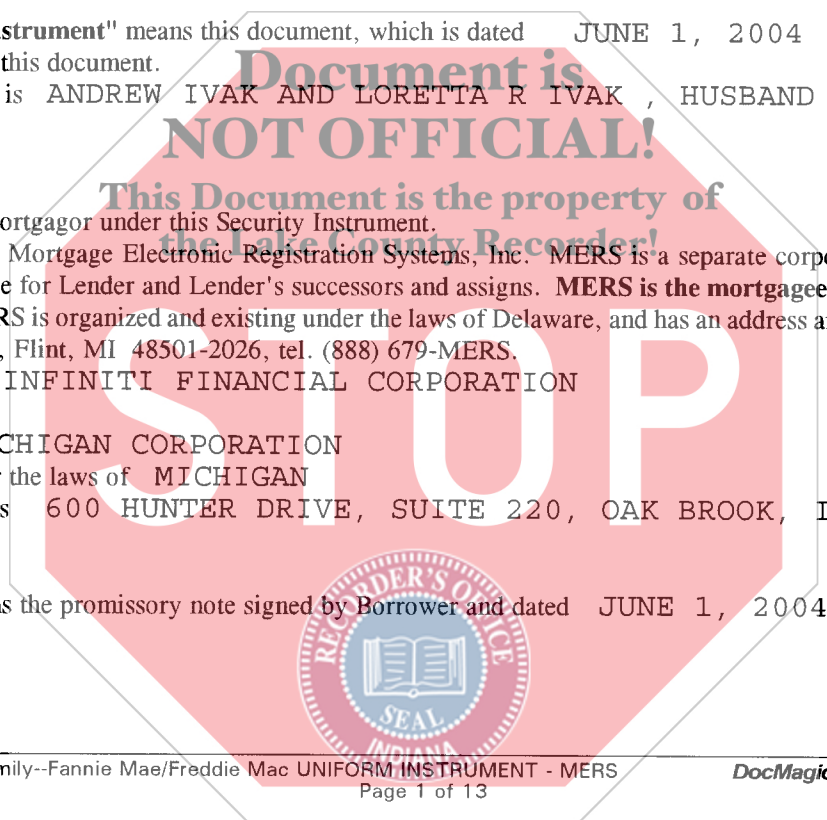 strument" means this document, which is dated JUNE 1, 2004
this document.
Document is
is ANDREW IVAK AND LORETTA R IVAK , HUSBAND
NOT OFFICIAL!
This Document is the property of
ortgagor under this Security Instrument.
the Lake County Recorder!
Mortgage Electronic Registration Systems, Inc. MERS is a separate corp
e for Lender and Lender's successors and assigns. MERS is the mortgagee
RS is organized and existing under the laws of Delaware, and has an address a
, Flint, MI 48501-2026, tel. (888) 679-MERS.
INFINITI FINANCIAL CORPORATION
STOP
CHIGAN CORPORATION
the laws of MICHIGAN
s 600 HUNTER DRIVE, SUITE 220, OAK BROOK, I
RECORDER'S OFFICE
s the promissory note signed by Borrower and dated JUNE 1, 2004
SEAL
INDIANA
mily--Fannie Mae/Freddie Mac UNIFORM INSTRUMENT - MERS DocMagic
Page 1 of 13